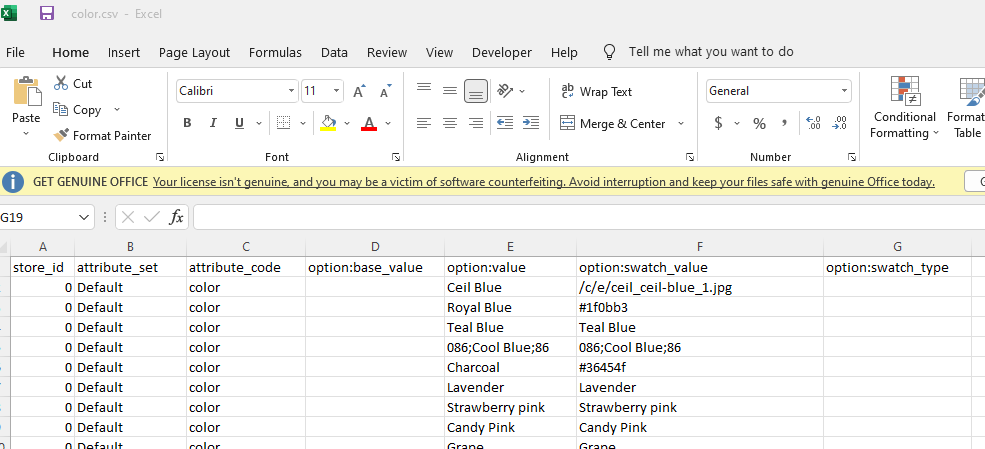 color.csv - Excel
File Home Insert Page Layout Formulas Data Review View Developer Help Tell me what you want to do
Paste
Cut
Copy
Format Painter
Clipboard
Calibri 11
B I U
Font
Wrap Text
Merge & Center
Alignment
General
$ % ,
Number
Conditional
Formatting
Format
Table
GET GENUINE OFFICE Your license isn't genuine, and you may be a victim of software counterfeiting. Avoid interruption and keep your files safe with genuine Office today.
G19 fx
A B C D E F G
store_id attribute_set attribute_code option:base_value option:value option:swatch_value option:swatch_type
0 Default color Ceil Blue /c/e/ceil_ceil-blue_1.jpg
0 Default color Royal Blue #1f0bb3
0 Default color Teal Blue Teal Blue
0 Default color 086;Cool Blue;86 086;Cool Blue;86
0 Default color Charcoal #36454f
0 Default color Lavender Lavender
0 Default color Strawberry pink Strawberry pink
0 Default color Candy Pink Candy Pink
0 Default color Grape Grape